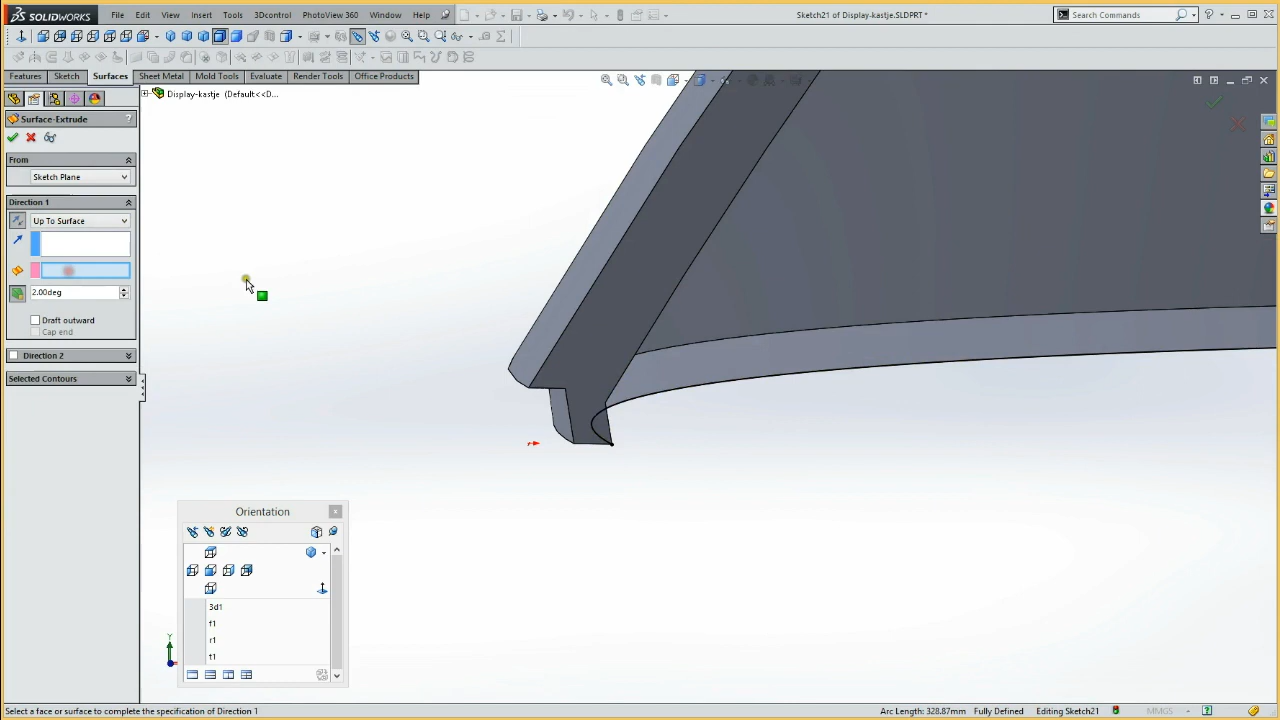 SOLIDWORKS
File Edit View Insert Tools 3Dcontrol PhotoView 360 Window Help
Sketch21 of Display-kastje.SLDPRT *
Search Commands
Features Sketch Surfaces Sheet Metal Mold Tools Evaluate Render Tools Office Products
Display-kastje (Default<<D...
Surface-Extrude ?
From
Sketch Plane
Direction 1
Up To Surface
2.00deg
Draft outward
Cap end
Direction 2
Selected Contours
Orientation
3d1
f1
r1
t1
Y
Select a face or surface to complete the specification of Direction 1
Arc Length: 328.87mm Fully Defined Editing Sketch21 MMGS - ?